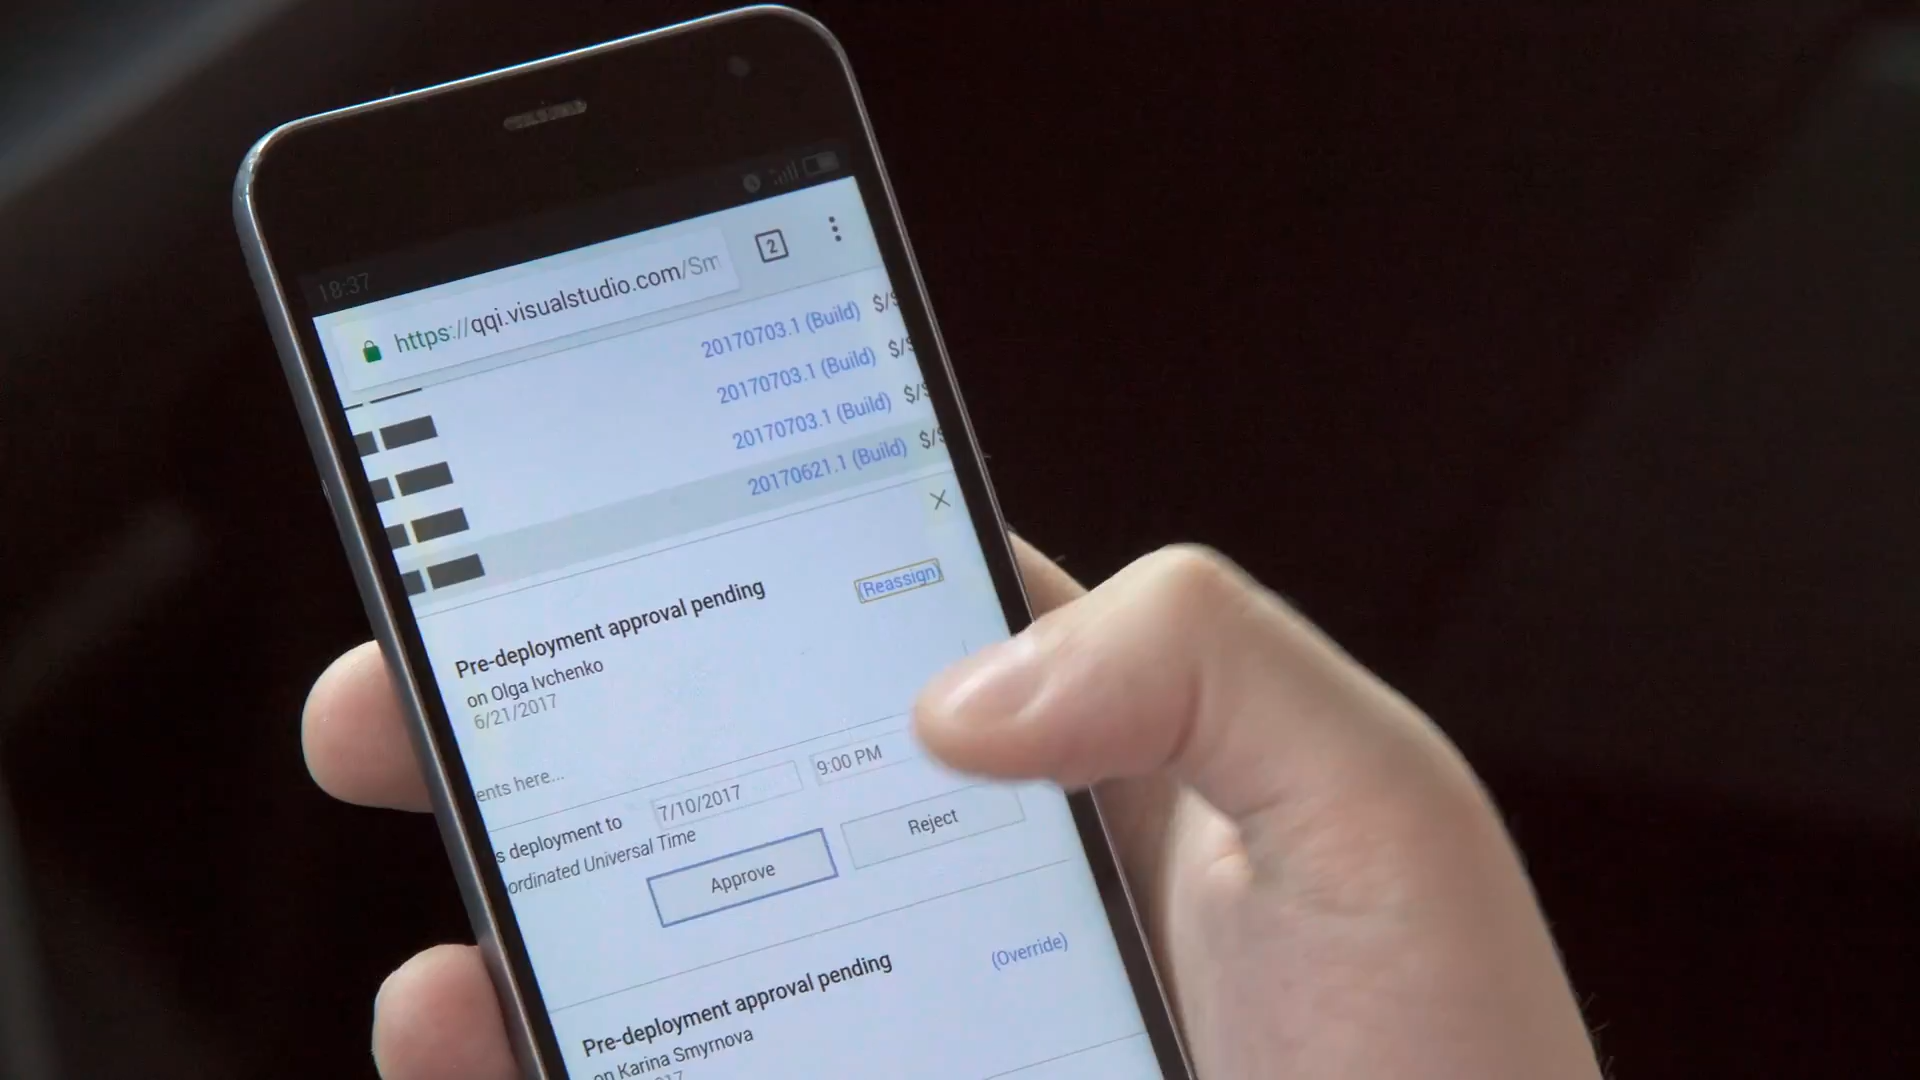 18:37
https://qqi.visualstudio.com/Sm
2
20170703.1 (Build) $/S
20170703.1 (Build) $/S
20170703.1 (Build) $/S
20170621.1 (Build) $/S
Pre-deployment approval pending (Reassign)
on Olga Ivchenko
6/21/2017
ents here...
s deployment to 7/10/2017 9:00 PM
ordinated Universal Time
Approve Reject
Pre-deployment approval pending (Override)
on Karina Smyrnova